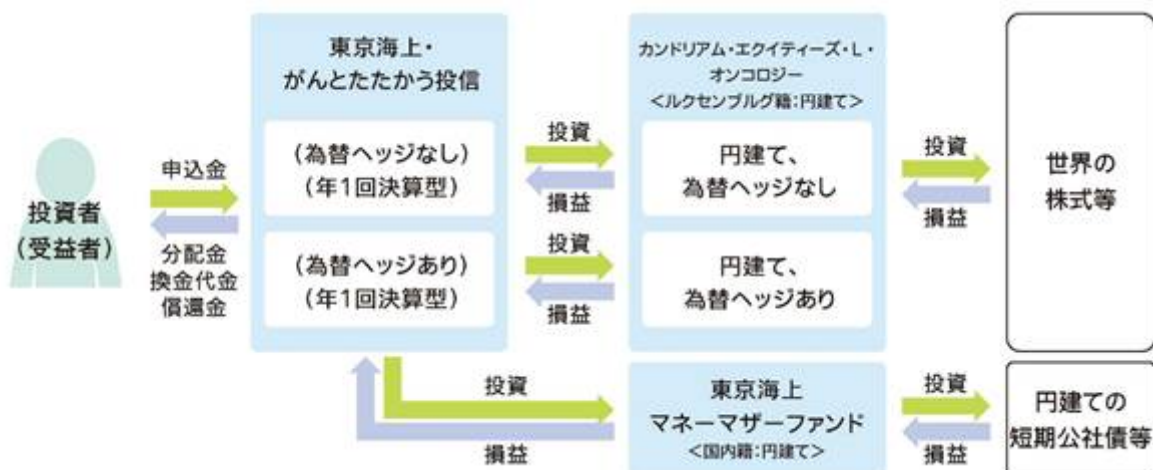 投資者
（受益者）
申込金
分配金
換金代金
償還金
東京海上・
がんとたたかう投信
（為替ヘッジなし）
（年1回決算型）
（為替ヘッジあり）
（年1回決算型）
投資
損益
投資
損益
カンドリアム・エクイティーズ・L・
オンコロジー
＜ルクセンブルグ籍：円建て＞
円建て、
為替ヘッジなし
円建て、
為替ヘッジあり
投資
損益
世界の
株式等
投資
損益
東京海上
マネーマザーファンド
＜国内籍：円建て＞
投資
損益
円建ての
短期公社債等